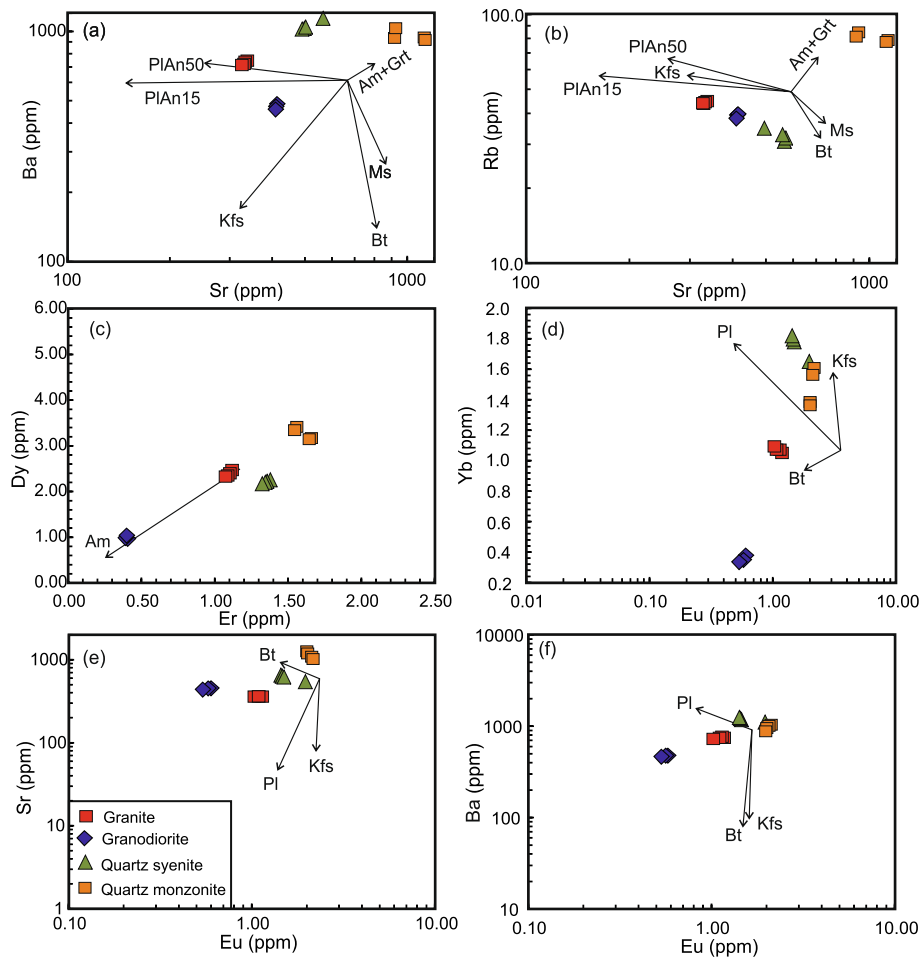 (a)
1000
100
Ba (ppm)
PlAn50
PlAn15
Am+Grt
Ms
Kfs
Bt
100
1000
Sr (ppm)
(b)
100.0
10.0
Rb (ppm)
PlAn50
Kfs
PlAn15
Am+Grt
Ms
Bt
100
1000
Sr (ppm)
(c)
6.00
5.00
4.00
3.00
2.00
1.00
0.00
Dy (ppm)
Am
0.00 0.50 1.00 1.50 2.00 2.50
Er (ppm)
(d)
2.0
1.8
1.6
1.4
1.2
1.0
0.8
0.6
0.4
0.2
Yb (ppm)
Pl
Kfs
Bt
0.01 0.10 1.00 10.00
Eu (ppm)
(e)
1000
100
10
1
Sr (ppm)
Bt
Pl
Kfs
Granite
Granodiorite
Quartz syenite
Quartz monzonite
0.10 1.00 10.00
Eu (ppm)
(f)
10000
1000
100
10
Ba (ppm)
Pl
Bt
Kfs
0.10 1.00 10.00
Eu (ppm)